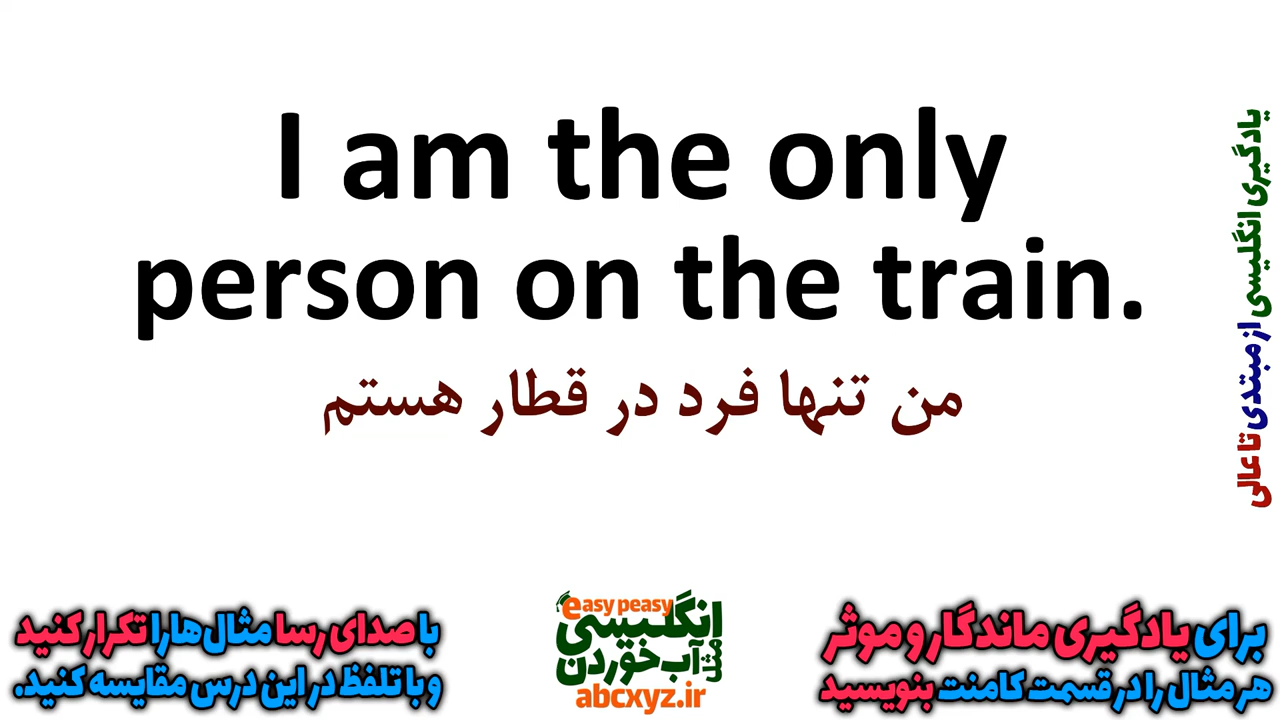 I am the only
person on the train.
من تنها فرد در قطار هستم
یادگیری انگلیسی از مبتدی تا عالی
برای یادگیری ماندگار و موثر
هر مثال را در قسمت کامنت بنویسید
easy peasy
انگلیسی
مثل
آب خوردن
abcxyz.ir
با صدای رسا مثال‌ها را تکرار کنید
و با تلفظ در این درس مقایسه کنید.